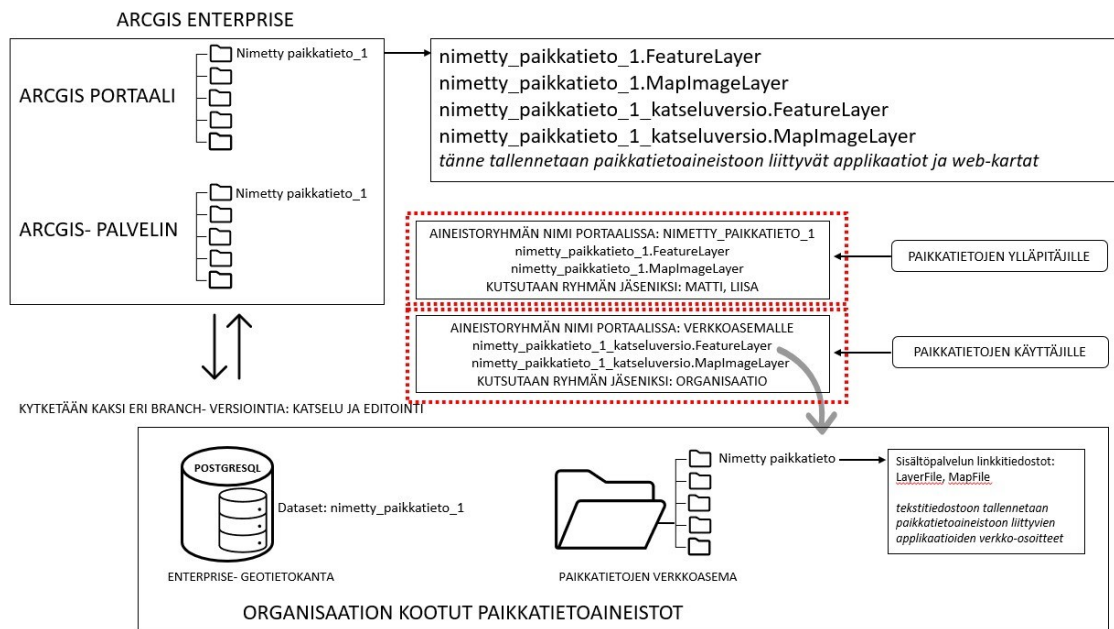 ARCGIS ENTERPRISE
ARCGIS PORTAALI
Nimetty paikkatieto_1
ARCGIS- PALVELIN
Nimetty paikkatieto_1
nimetty_paikkatieto_1.FeatureLayer
nimetty_paikkatieto_1.MapImageLayer
nimetty_paikkatieto_1_katseluversio.FeatureLayer
nimetty_paikkatieto_1_katseluversio.MapImageLayer
tänne tallennetaan paikkatietoaineistoon liittyvät applikaatiot ja web-kartat
AINEISTORYHMÄN NIMI PORTAALISSA: NIMETTY_PAIKKATIETO_1
nimetty_paikkatieto_1.FeatureLayer
nimetty_paikkatieto_1.MapImageLayer
KUTSUTAAN RYHMÄN JÄSENIKSI: MATTI, LIISA
PAIKKATIETOJEN YLLÄPITÄJILLE
AINEISTORYHMÄN NIMI PORTAALISSA: VERKKOASEMALLE
nimetty_paikkatieto_1_katseluversio.FeatureLayer
nimetty_paikkatieto_1_katseluversio.MapImageLayer
KUTSUTAAN RYHMÄN JÄSENIKSI: ORGANISAATIO
PAIKKATIETOJEN KÄYTTÄJILLE
KYTKETÄÄN KAKSI ERI BRANCH- VERSIOINTIA: KATSELU JA EDITOINTI
POSTGRESQL
Dataset: nimetty_paikkatieto_1
ENTERPRISE- GEOTIETOKANTA
Nimetty paikkatieto
PAIKKATIETOJEN VERKKOASEMA
Sisältöpalvelun linkkitiedostot:
LayerFile, MapFile
tekstitiedostoon tallennetaan
paikkatietoaineistoon liittyvien
applikaatioiden verkko-osoitteet
ORGANISAATION KOOTUT PAIKKATIETOAINEISTOT